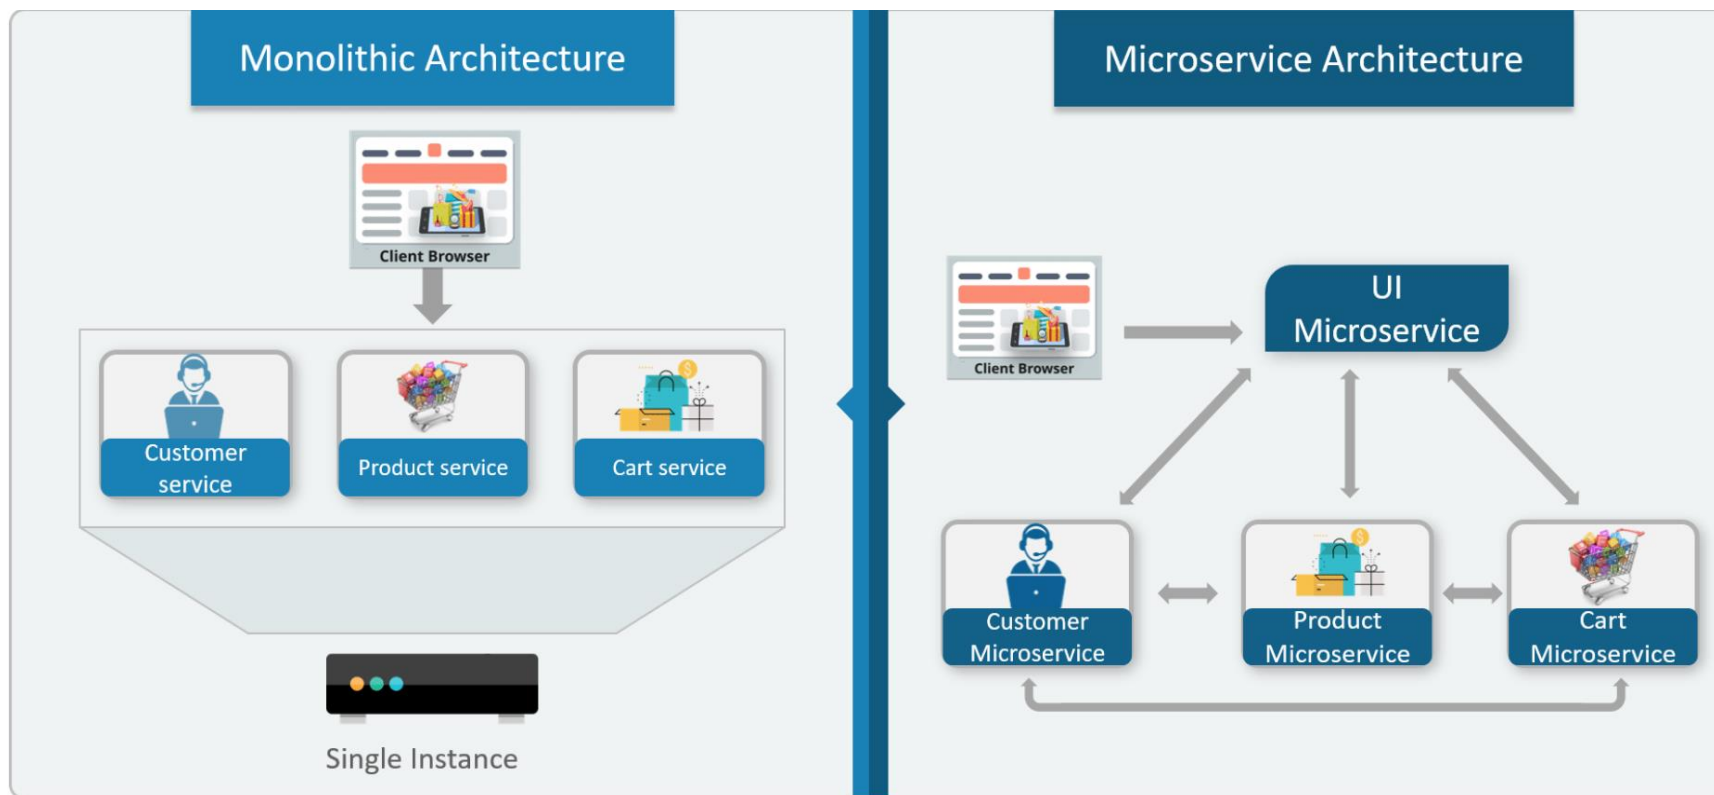 Monolithic Architecture
Client Browser
Customer
service
Product service
Cart service
Single Instance
Microservice Architecture
Client Browser
UI
Microservice
Customer
Microservice
Product
Microservice
Cart
Microservice